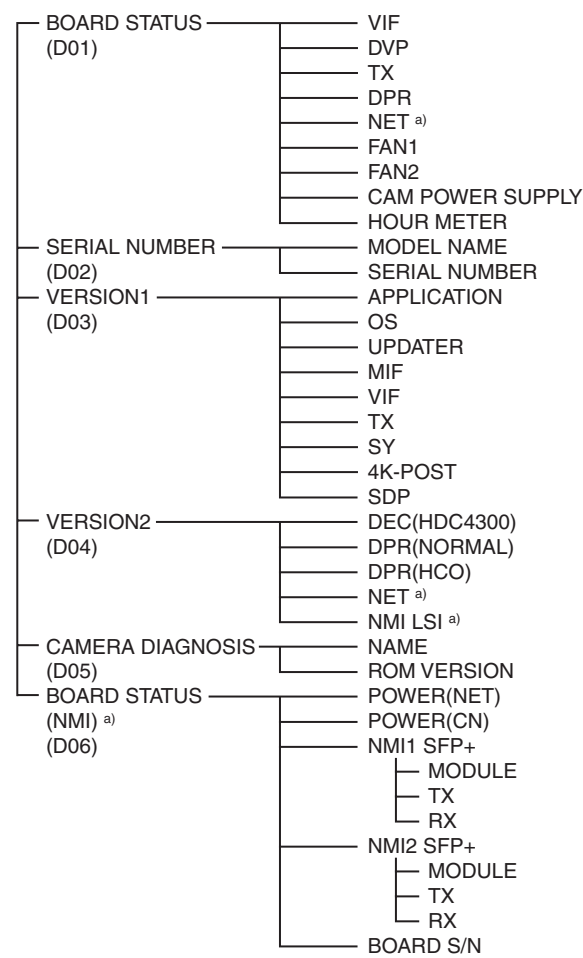 BOARD STATUS
(D01)
VIF
DVP
TX
DPR
NET a)
FAN1
FAN2
CAM POWER SUPPLY
HOUR METER
SERIAL NUMBER
(D02)
MODEL NAME
SERIAL NUMBER
VERSION1
(D03)
APPLICATION
OS
UPDATER
MIF
VIF
TX
SY
4K-POST
SDP
VERSION2
(D04)
DEC(HDC4300)
DPR(NORMAL)
DPR(HCO)
NET a)
NMI LSI a)
CAMERA DIAGNOSIS
(D05)
NAME
ROM VERSION
BOARD STATUS
(NMI) a)
(D06)
POWER(NET)
POWER(CN)
NMI1 SFP+
MODULE
TX
RX
NMI2 SFP+
MODULE
TX
RX
BOARD S/N